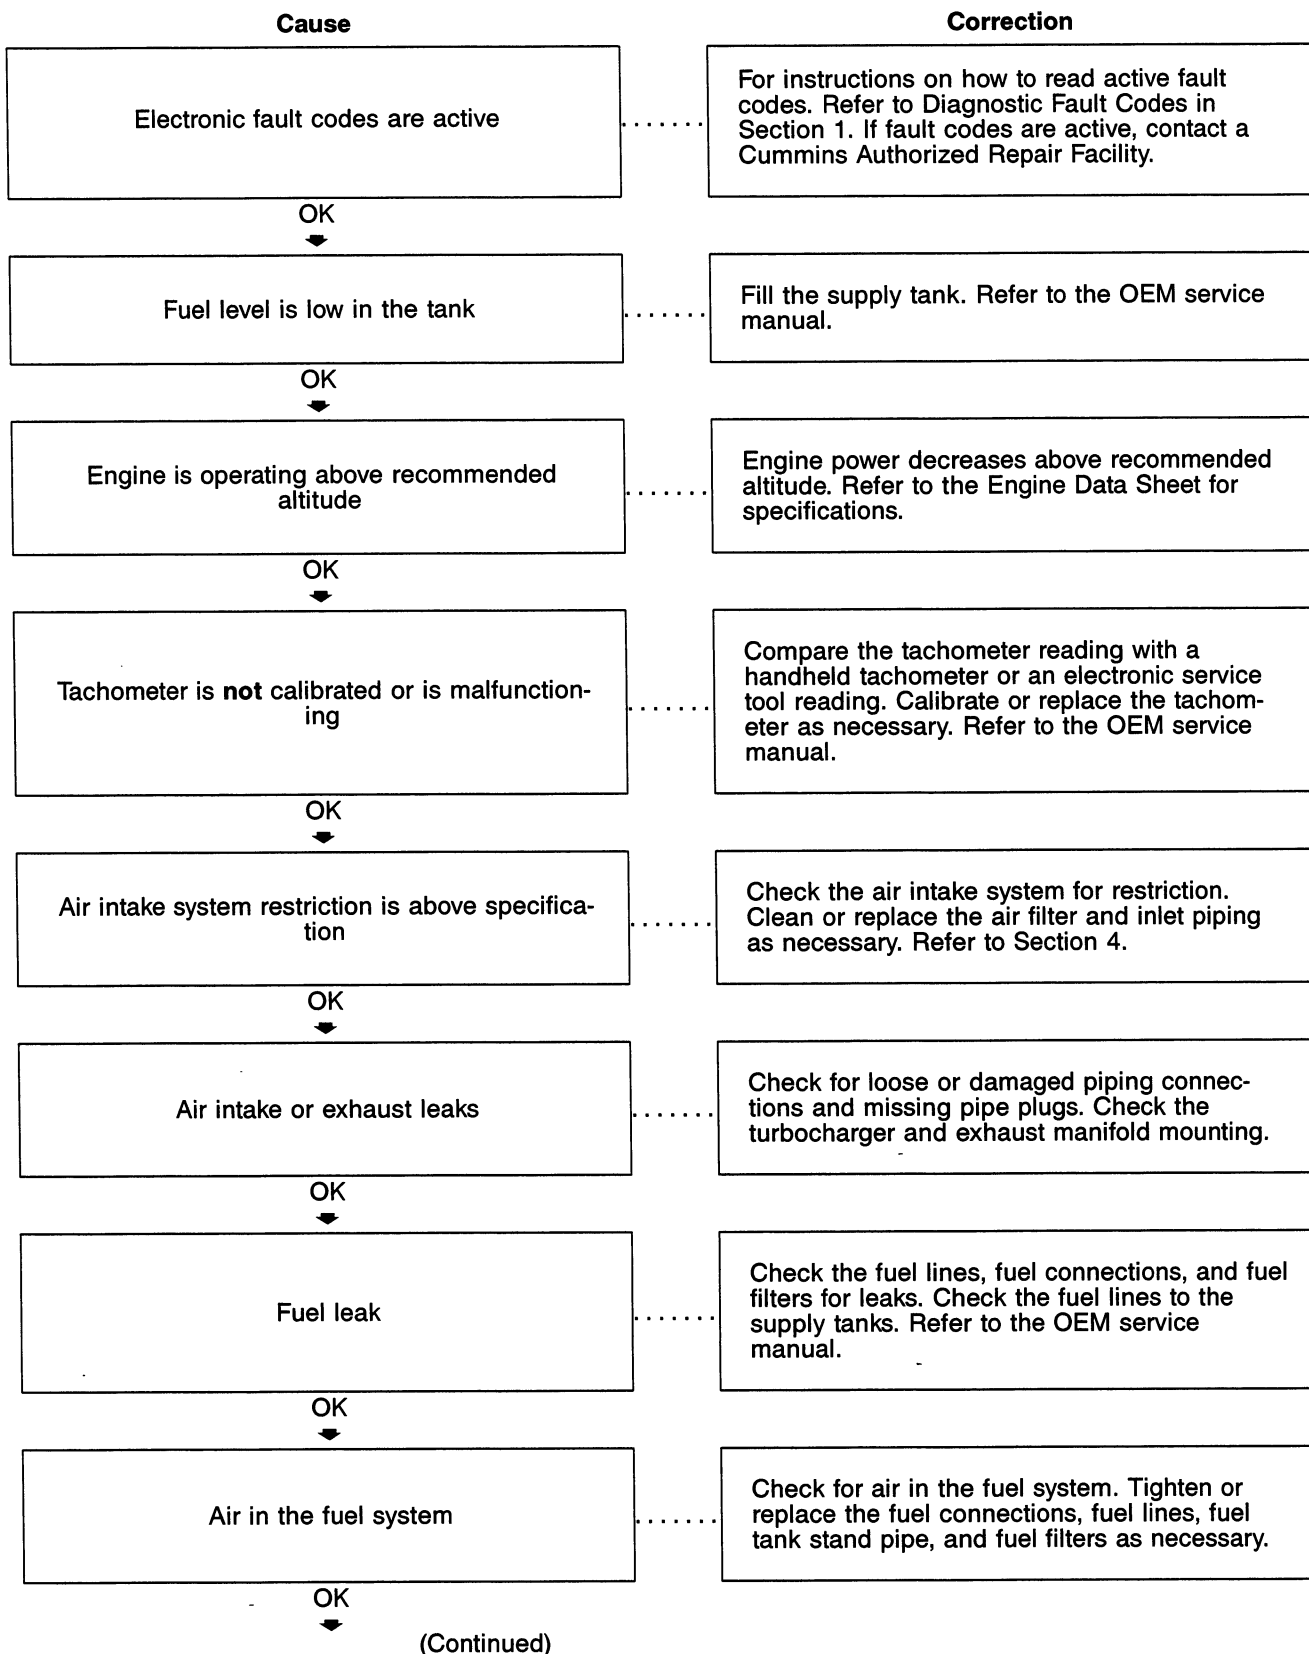 Cause
Correction
Electronic fault codes are active
For instructions on how to read active fault
codes. Refer to Diagnostic Fault Codes in
Section 1. If fault codes are active, contact a
Cummins Authorized Repair Facility.
OK
Fuel level is low in the tank
Fill the supply tank. Refer to the OEM service
manual.
OK
Engine is operating above recommended
altitude
Engine power decreases above recommended
altitude. Refer to the Engine Data Sheet for
specifications.
OK
Tachometer is not calibrated or is malfunction-
ing
Compare the tachometer reading with a
handheld tachometer or an electronic service
tool reading. Calibrate or replace the tachom-
eter as necessary. Refer to the OEM service
manual.
OK
Air intake system restriction is above specifica-
tion
Check the air intake system for restriction.
Clean or replace the air filter and inlet piping
as necessary. Refer to Section 4.
OK
Air intake or exhaust leaks
Check for loose or damaged piping connec-
tions and missing pipe plugs. Check the
turbocharger and exhaust manifold mounting.
OK
Fuel leak
Check the fuel lines, fuel connections, and fuel
filters for leaks. Check the fuel lines to the
supply tanks. Refer to the OEM service
manual.
OK
Air in the fuel system
Check for air in the fuel system. Tighten or
replace the fuel connections, fuel lines, fuel
tank stand pipe, and fuel filters as necessary.
OK
(Continued)